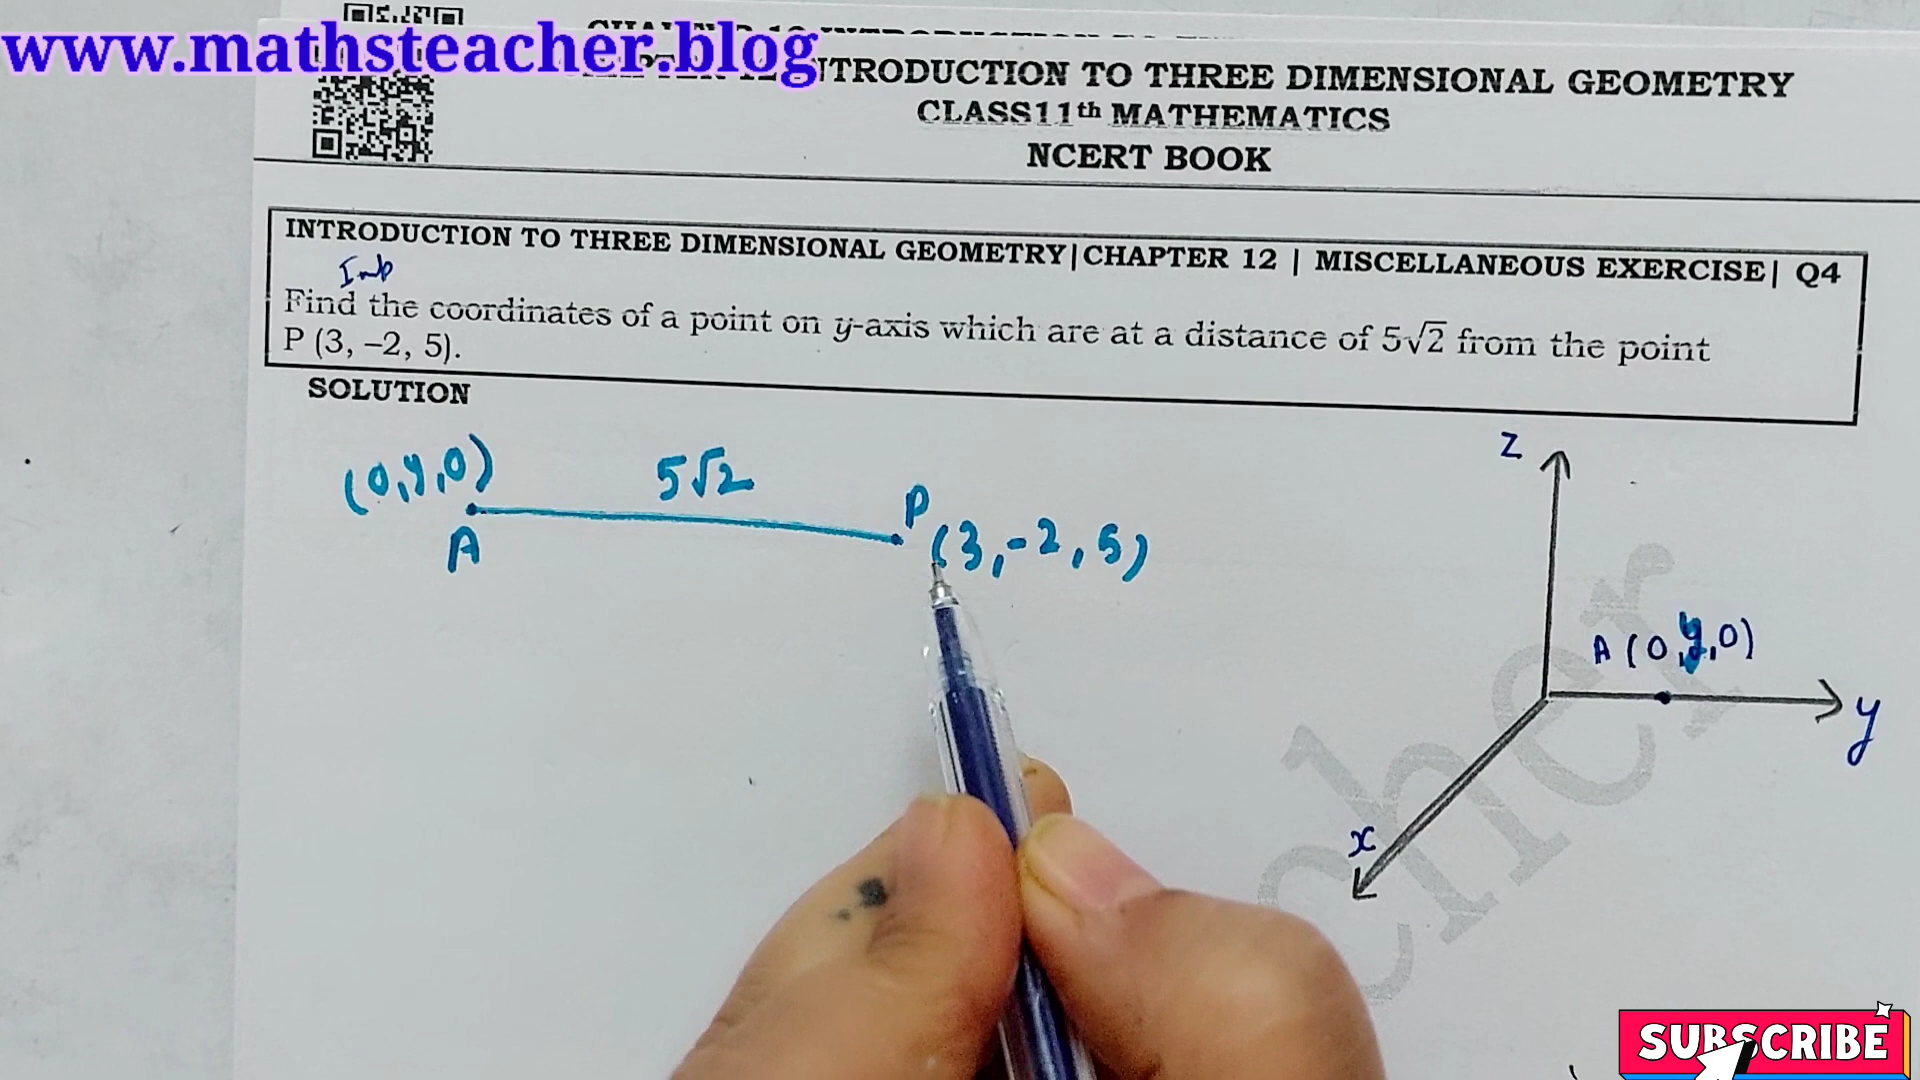 www.mathsteacher.blog
INTRODUCTION TO THREE DIMENSIONAL GEOMETRY
CLASS11th MATHEMATICS
NCERT BOOK
INTRODUCTION TO THREE DIMENSIONAL GEOMETRY|CHAPTER 12 | MISCELLANEOUS EXERCISE| Q4
Imp
Find the coordinates of a point on y-axis which are at a distance of 5√2 from the point
P (3, –2, 5).
SOLUTION
(0,y,0)
5√2
P
(3,-2,5)
A
z
A (0,y,0)
y
x
cher
SUBSCRIBE